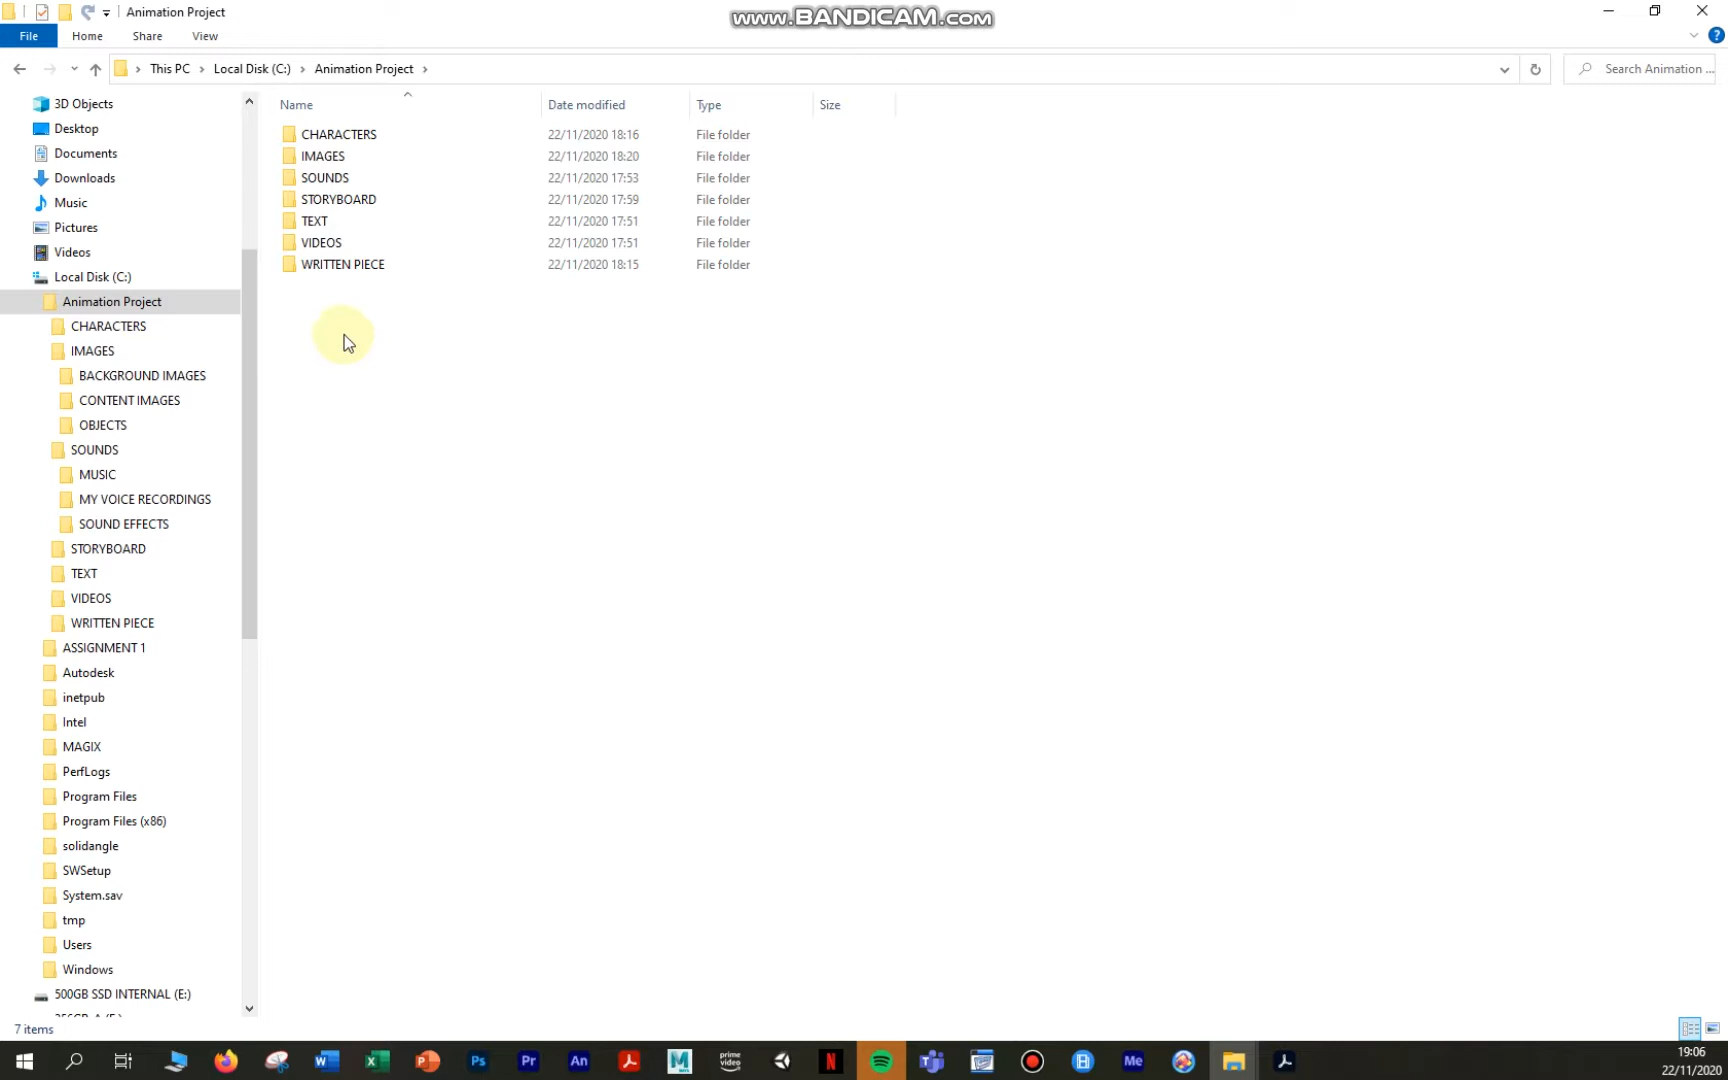 Animation Project
www.BANDICAM.com
File Home Share View
This PC > Local Disk (C:) > Animation Project >
Search Animation ...
Name Date modified Type Size
CHARACTERS 22/11/2020 18:16 File folder
IMAGES 22/11/2020 18:20 File folder
SOUNDS 22/11/2020 17:53 File folder
STORYBOARD 22/11/2020 17:59 File folder
TEXT 22/11/2020 17:51 File folder
VIDEOS 22/11/2020 17:51 File folder
WRITTEN PIECE 22/11/2020 18:15 File folder
3D Objects
Desktop
Documents
Downloads
Music
Pictures
Videos
Local Disk (C:)
Animation Project
CHARACTERS
IMAGES
BACKGROUND IMAGES
CONTENT IMAGES
OBJECTS
SOUNDS
MUSIC
MY VOICE RECORDINGS
SOUND EFFECTS
STORYBOARD
TEXT
VIDEOS
WRITTEN PIECE
ASSIGNMENT 1
Autodesk
inetpub
Intel
MAGIX
PerfLogs
Program Files
Program Files (x86)
solidangle
SWSetup
System.sav
tmp
Users
Windows
500GB SSD INTERNAL (E:)
7 items
Ps Pr An prime video N Me
19:06
22/11/2020